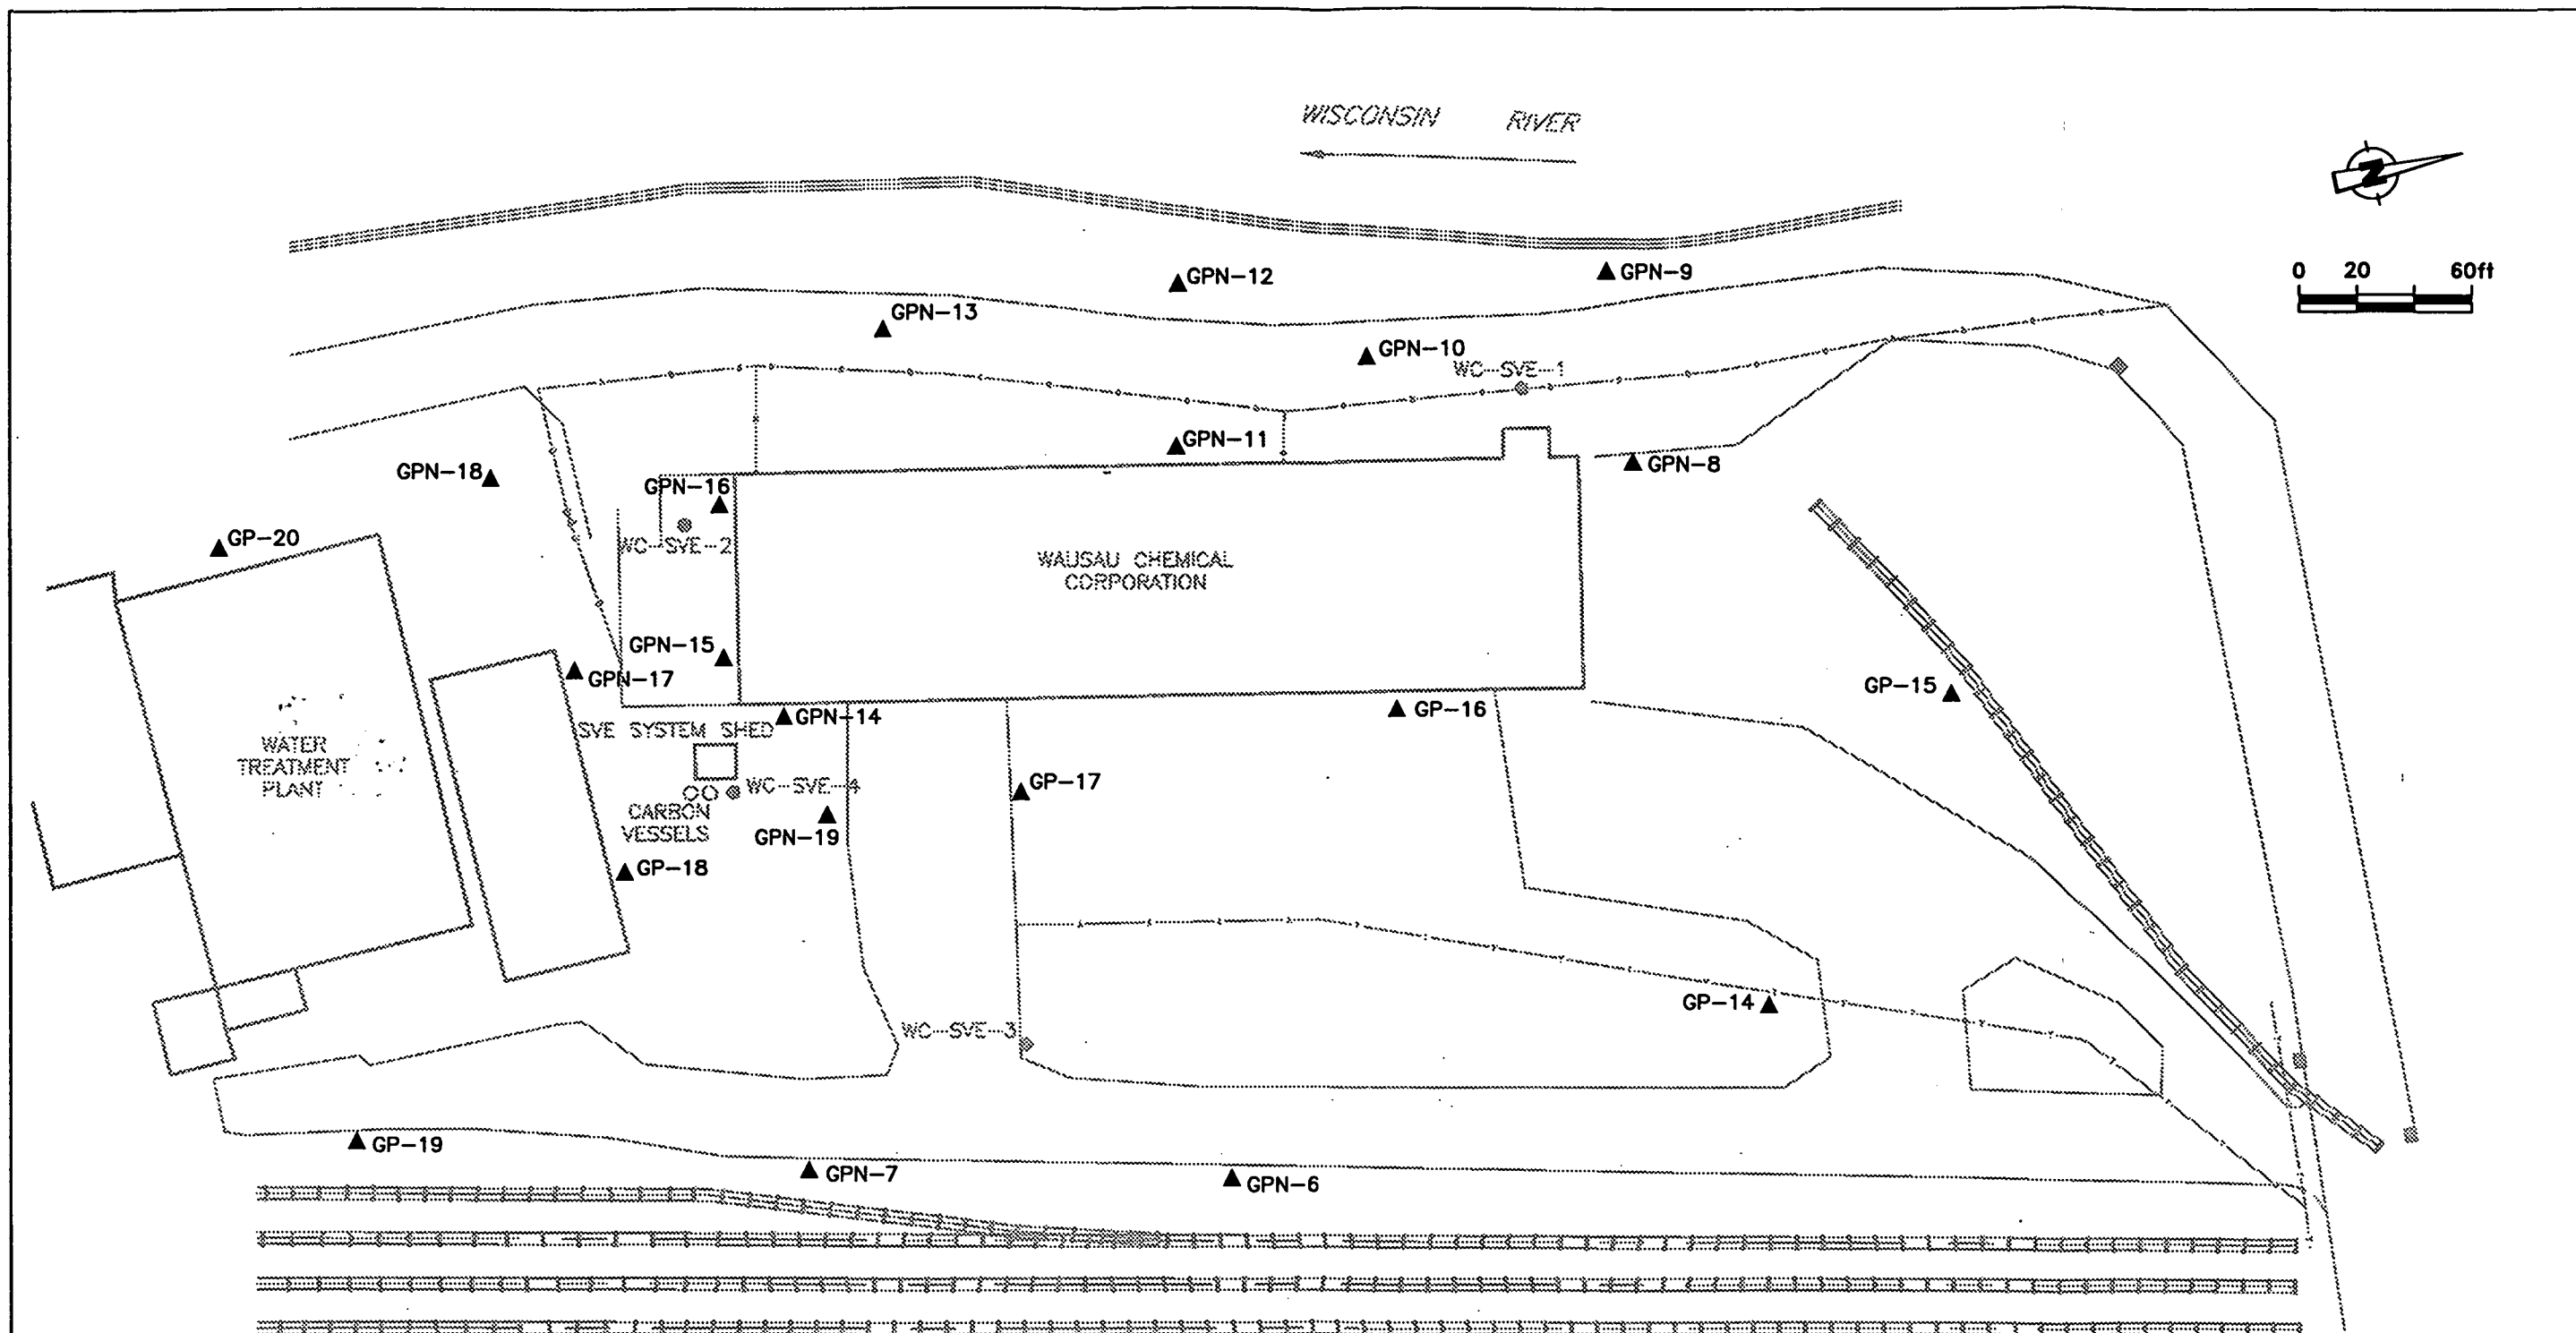 WISCONSIN RIVER
N
0 20 60ft
GPN-9
GPN-12
GPN-13
GPN-10
WC-SVE-1
GPN-11
GPN-8
GPN-18
GPN-16
WC-SVE-2
GP-20
WAUSAU CHEMICAL
CORPORATION
GPN-15
GPN-17
GP-15
GP-16
GPN-14
SVE SYSTEM SHED
WATER
TREATMENT
PLANT
GP-17
WC-SVE-4
CARBON
VESSELS
GPN-19
GP-18
GP-14
WC-SVE-3
GP-19
GPN-7
GPN-6